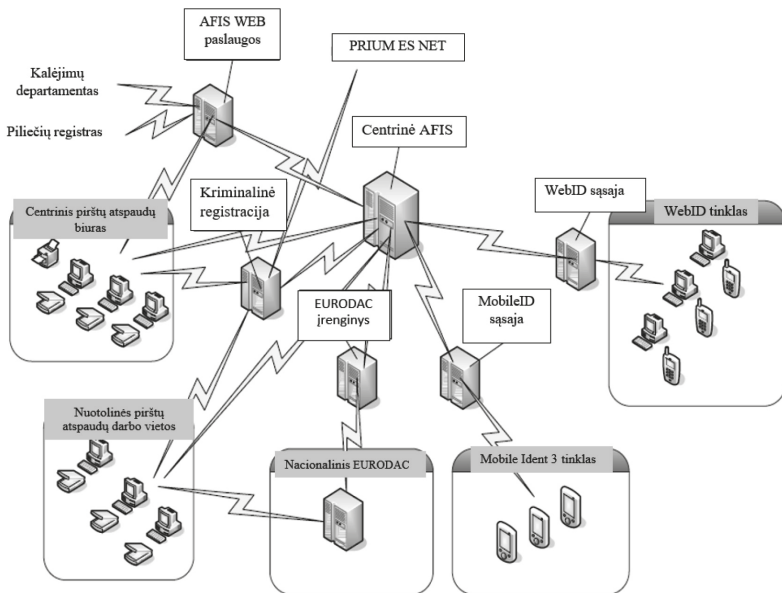 AFIS WEB
paslaugos
PRIUM ES NET
Kalėjimų
departamentas
Piliečių registras
Centrinė AFIS
WebID sąsaja
Kriminalinė
registracija
Centrinis pirštų atspaudų
biuras
WebID tinklas
EURODAC
įrenginys
MobileID
sąsaja
Nuotolinės pirštų
atspaudų darbo vietos
Nacionalinis EURODAC
Mobile Ident 3 tinklas